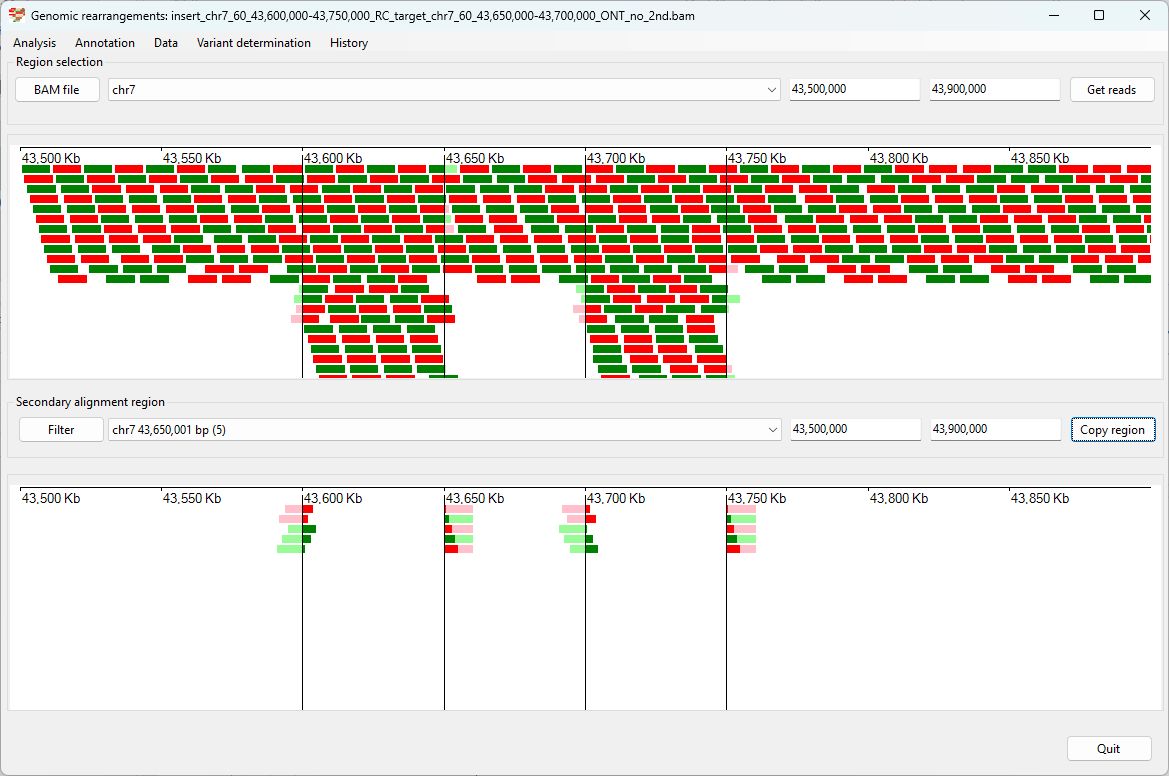 Genomic rearrangements: insert_chr7_60_43,600,000-43,750,000_RC_target_chr7_60_43,650,000-43,700,000_ONT_no_2nd.bam
Analysis Annotation Data Variant determination History
Region selection
BAM file chr7 43,500,000 43,900,000 Get reads
43,500 Kb 43,550 Kb 43,600 Kb 43,650 Kb 43,700 Kb 43,750 Kb 43,800 Kb 43,850 Kb
Secondary alignment region
Filter chr7 43,650,001 bp (5) 43,500,000 43,900,000 Copy region
43,500 Kb 43,550 Kb 43,600 Kb 43,650 Kb 43,700 Kb 43,750 Kb 43,800 Kb 43,850 Kb
Quit